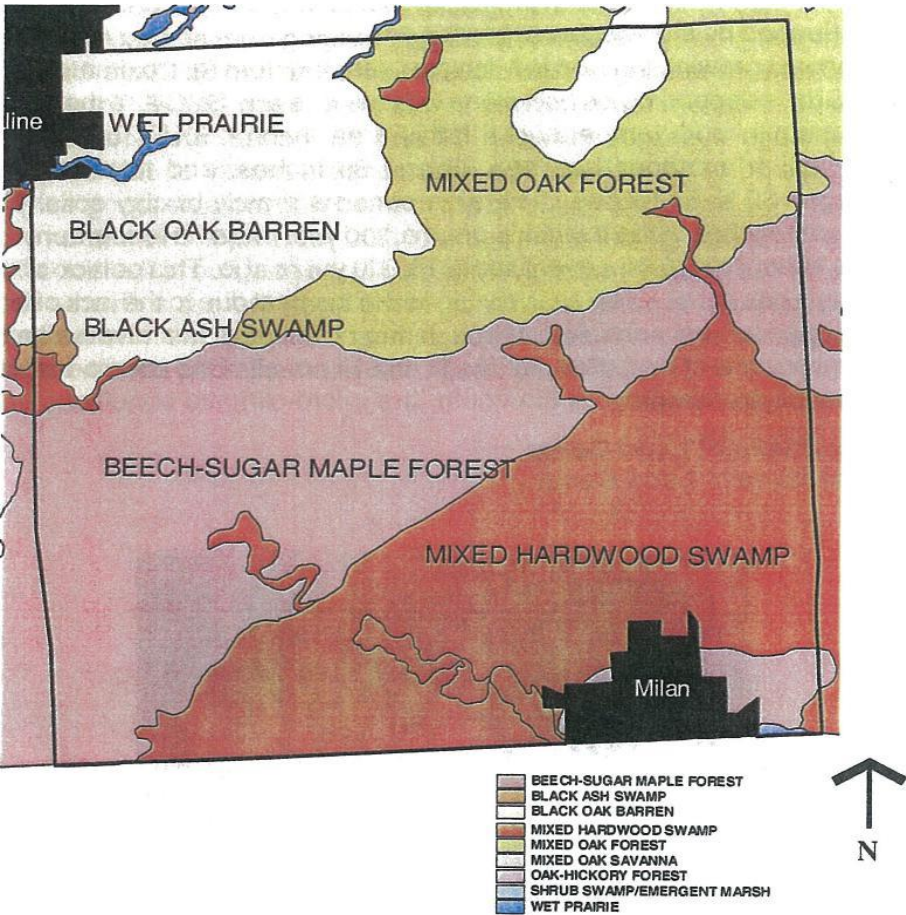 line
WET PRAIRIE
MIXED OAK FOREST
BLACK OAK BARREN
BLACK ASH SWAMP
BEECH-SUGAR MAPLE FOREST
MIXED HARDWOOD SWAMP
Milan
BEECH-SUGAR MAPLE FOREST
BLACK ASH SWAMP
BLACK OAK BARREN
MIXED HARDWOOD SWAMP
MIXED OAK FOREST
MIXED OAK SAVANNA
OAK-HICKORY FOREST
SHRUB SWAMP/EMERGENT MARSH
WET PRAIRIE
N